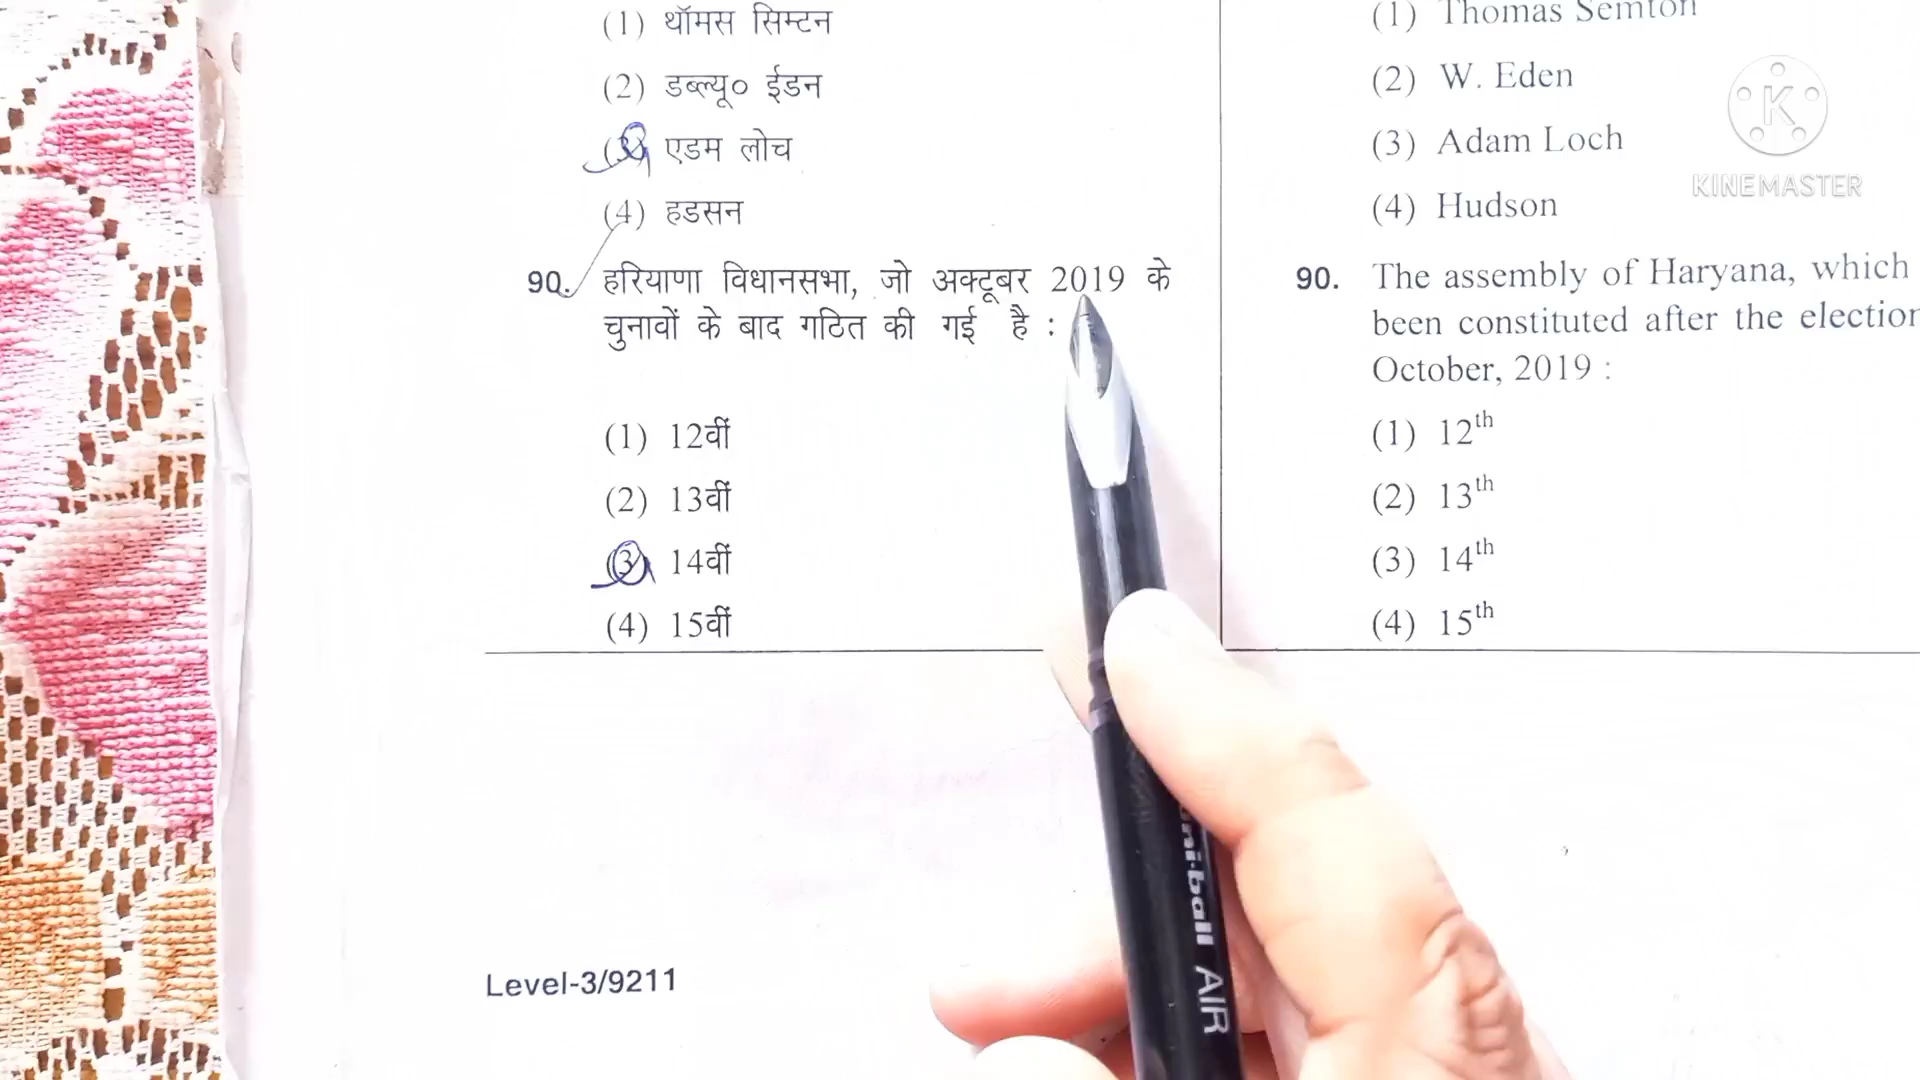 (1) थॉमस सिम्टन
(2) डब्ल्यू० ईडन
(3) एडम लोच
(4) हडसन
90. हरियाणा विधानसभा, जो अक्टूबर 2019 के
चुनावों के बाद गठित की गई है :
(1) 12वीं
(2) 13वीं
(3) 14वीं
(4) 15वीं
Level-3/9211
(1) Thomas Semton
(2) W. Eden
(3) Adam Loch
(4) Hudson
90. The assembly of Haryana, which
been constituted after the election
October, 2019 :
(1) 12th
(2) 13th
(3) 14th
(4) 15th
K
KINEMASTER
uni-ball AIR